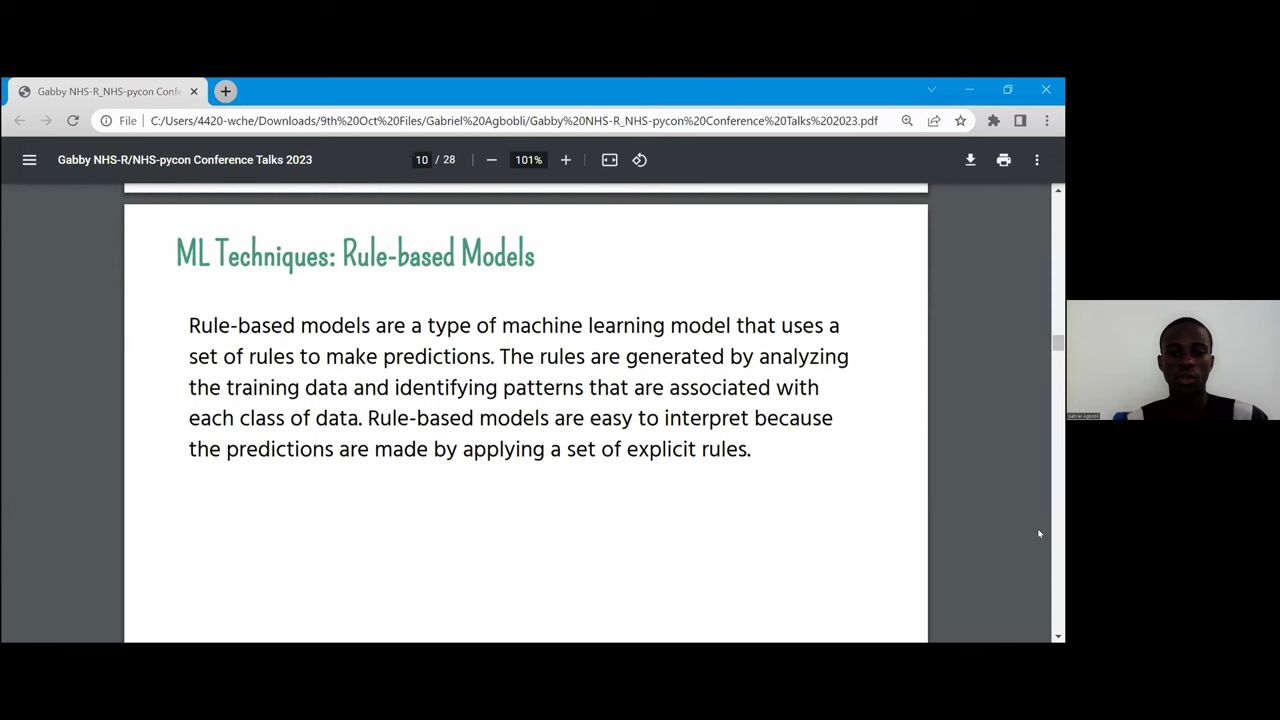 Gabby NHS-R_NHS-pycon Confe
File
C:/Users/4420-wche/Downloads/9th%20Oct%20Files/Gabriel%20Agbobli/Gabby%20NHS-R_NHS-pycon%20Conference%20Talks%202023.pdf
Gabby NHS-R/NHS-pycon Conference Talks 2023
10 / 28
101%
ML Techniques: Rule-based Models
Rule-based models are a type of machine learning model that uses a
set of rules to make predictions. The rules are generated by analyzing
the training data and identifying patterns that are associated with
each class of data. Rule-based models are easy to interpret because
the predictions are made by applying a set of explicit rules.
Gabriel Agbobli